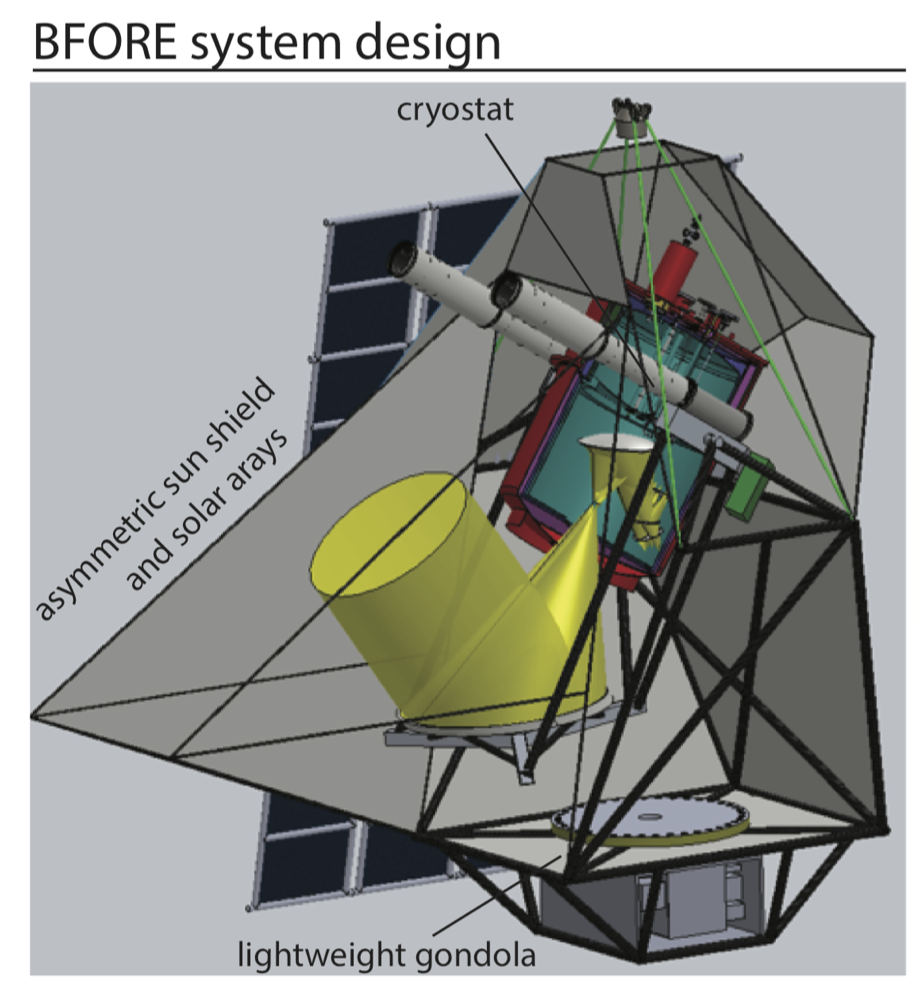 BFORE system design
cryostat
asymmetric sun shield
and solar arays
lightweight gondola